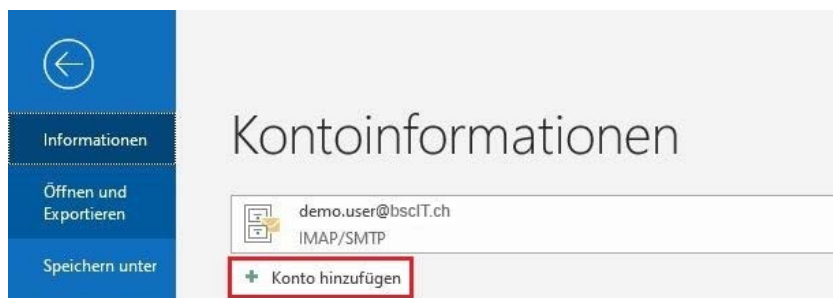 Informationen
Öffnen und
Exportieren
Speichern unter
Kontoinformationen
demo.user@bscIT.ch
IMAP/SMTP
Konto hinzufügen